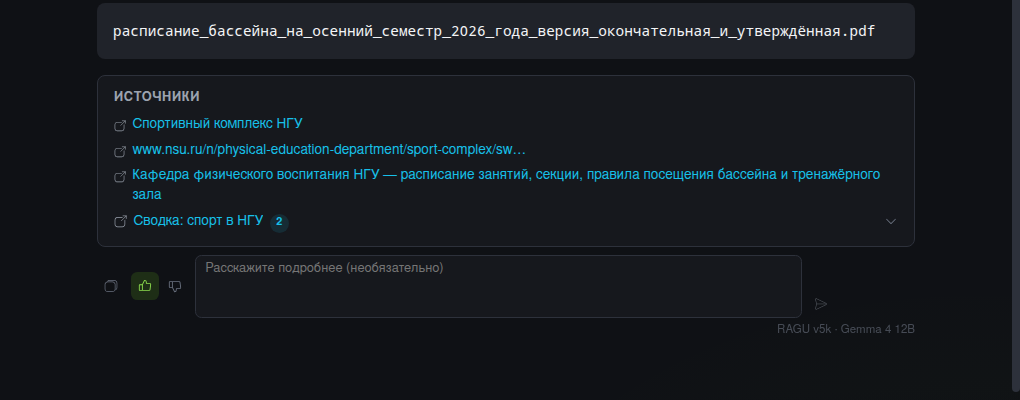 расписание_бассейна_на_осенний_семестр_2026_года_версия_окончательная_и_утверждённая.pdf
ИСТОЧНИКИ
Спортивный комплекс НГУ
www.nsu.ru/n/physical-education-department/sport-complex/sw…
Кафедра физического воспитания НГУ — расписание занятий, секции, правила посещения бассейна и тренажёрного
зала
Сводка: спорт в НГУ 2
Расскажите подробнее (необязательно)
RAGU v5k · Gemma 4 12B